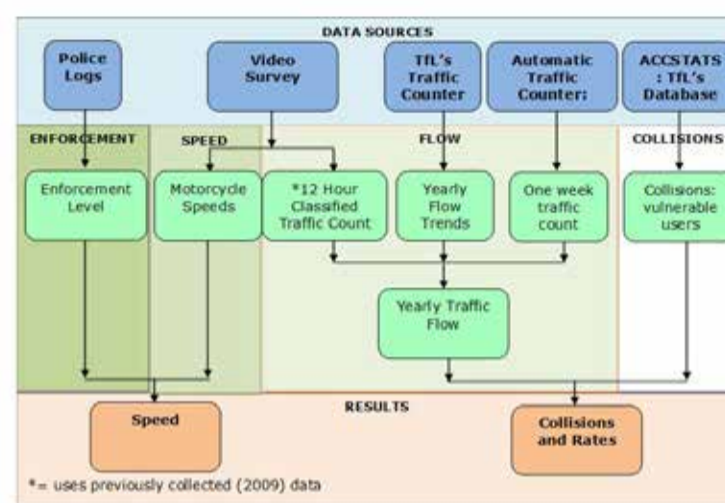 DATA SOURCES
Police
Logs
Video
Survey
TfL's
Traffic
Counter
Automatic
Traffic
Counter:
ACCSTATS
: TfL's
Database
ENFORCEMENT
SPEED
FLOW
COLLISIONS
Enforcement
Level
Motorcycle
Speeds
*12 Hour
Classified
Traffic Count
Yearly
Flow
Trends
One week
traffic
count
Collisions:
vulnerable
users
Yearly Traffic
Flow
RESULTS
Speed
Collisions
and Rates
*= uses previously collected (2009) data